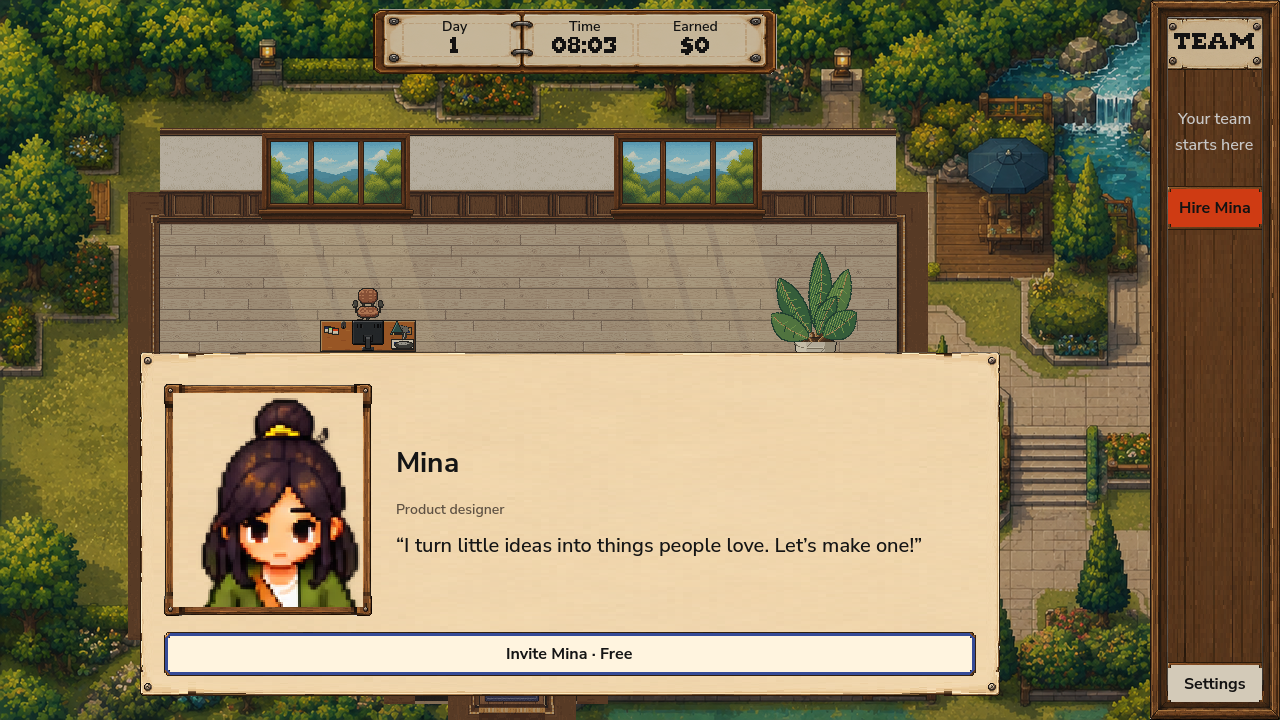 Day
1
Time
08:03
Earned
$0
TEAM
Your team
starts here
Hire Mina
Mina
Product designer
“I turn little ideas into things people love. Let’s make one!”
Invite Mina · Free
Settings